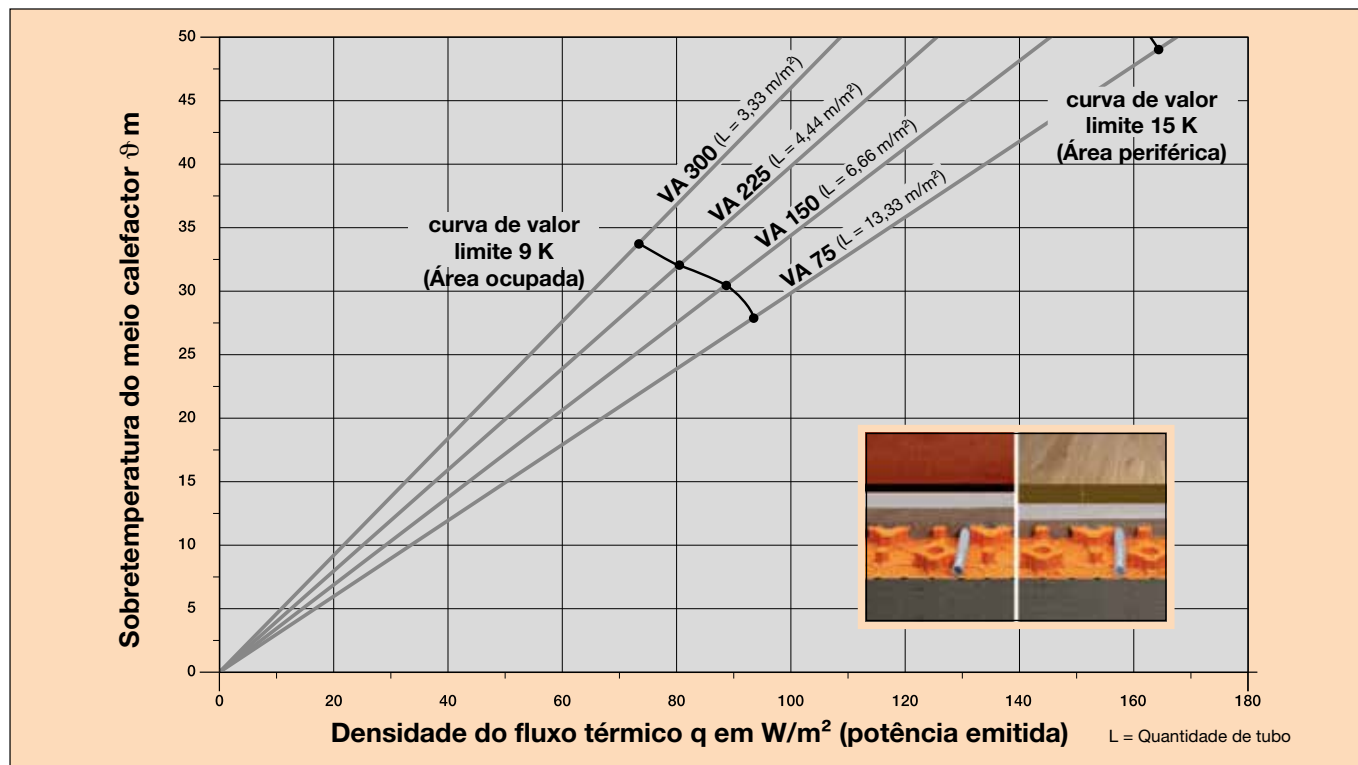 Sobretemperatura do meio calefactor ϑ m
50
45
40
35
30
25
20
15
10
5
0
VA 300 (L = 3,33 m/m²)
VA 225 (L = 4,44 m/m²)
VA 150 (L = 6,66 m/m²)
VA 75 (L = 13,33 m/m²)
curva de valor
limite 9 K
(Área ocupada)
curva de valor
limite 15 K
(Área periférica)
0 20 40 60 80 100 120 140 160 180
Densidade do fluxo térmico q em W/m² (potência emitida)
L = Quantidade de tubo